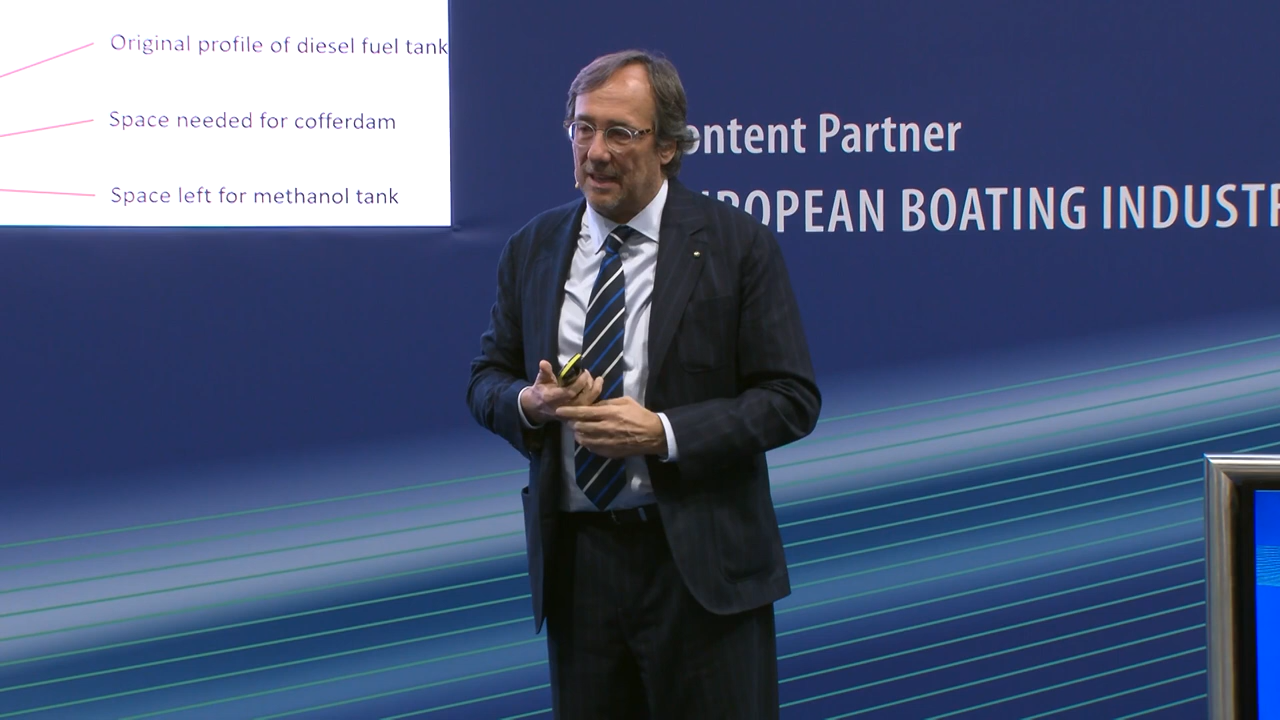 Original profile of diesel fuel tank
Space needed for cofferdam
Space left for methanol tank
ontent Partner
ROPEAN BOATING INDUSTR